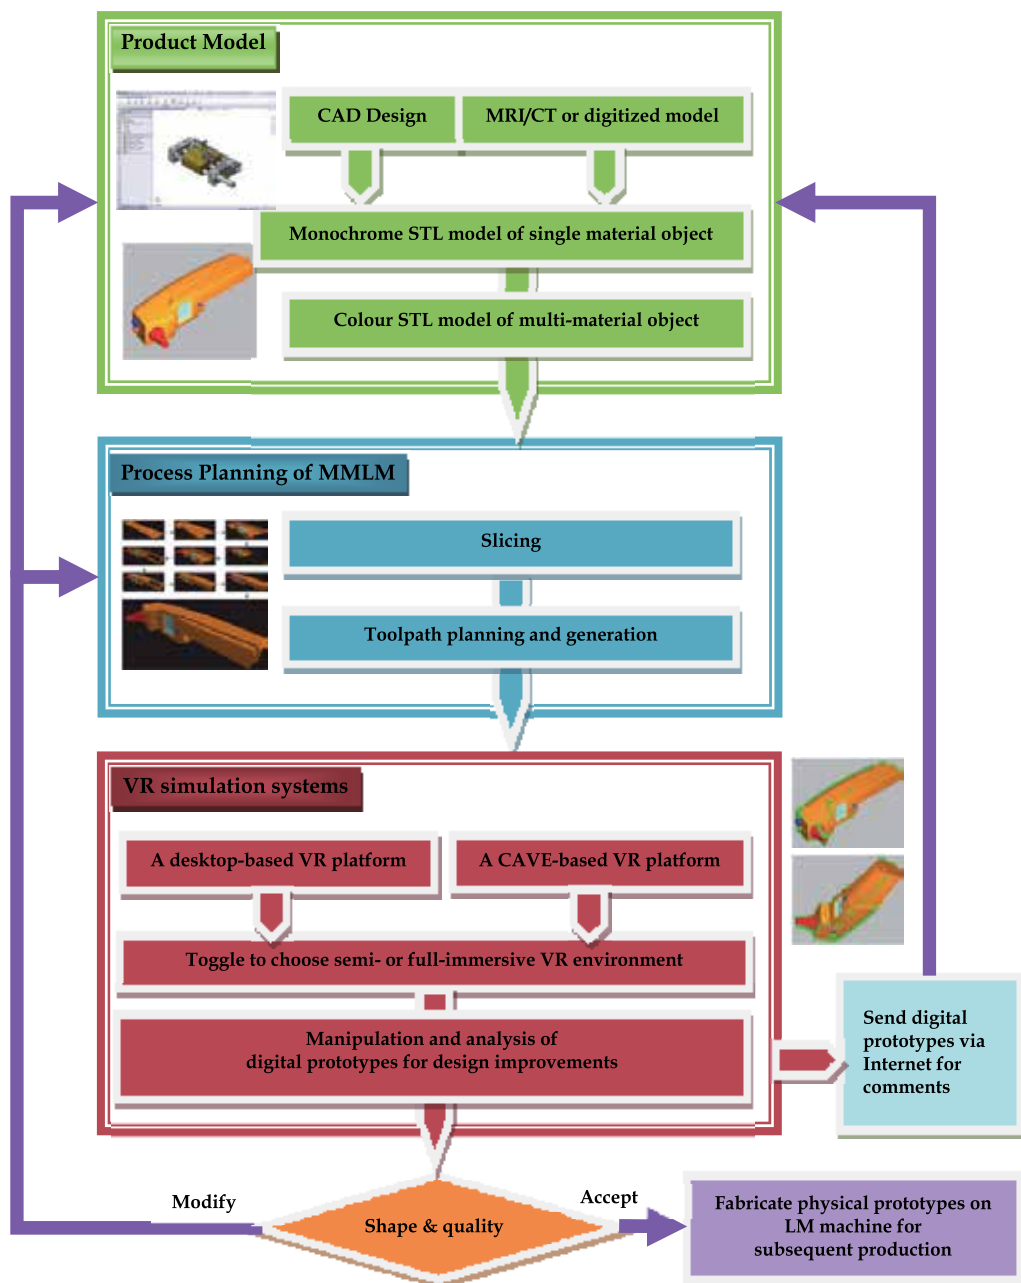 Product Model
CAD Design
MRI/CT or digitized model
Monochrome STL model of single material object
Colour STL model of multi-material object
Process Planning of MMLM
Slicing
Toolpath planning and generation
VR simulation systems
A desktop-based VR platform
A CAVE-based VR platform
Toggle to choose semi- or full-immersive VR environment
Manipulation and analysis of
digital prototypes for design improvements
Send digital
prototypes via
Internet for
comments
Modify
Shape & quality
Accept
Fabricate physical prototypes on
LM machine for
subsequent production